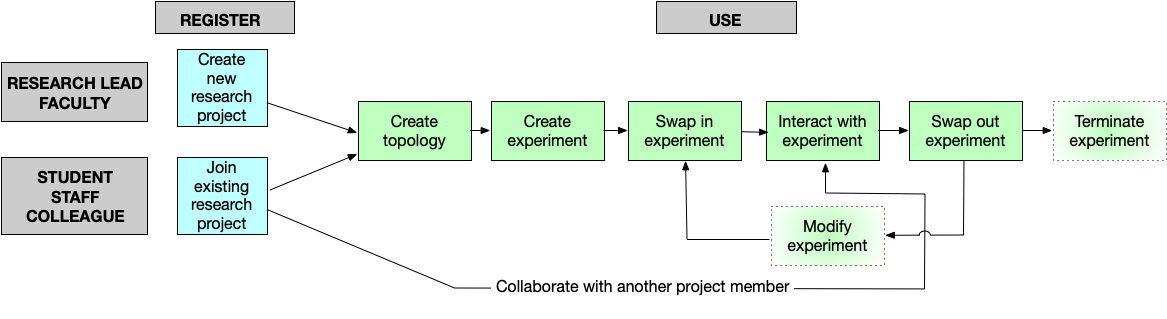 REGISTER
USE
RESEARCH LEAD
FACULTY
Create
new
research
project
Create
topology
Create
experiment
Swap in
experiment
Interact with
experiment
Swap out
experiment
Terminate
experiment
STUDENT
STAFF
COLLEAGUE
Join
existing
research
project
Modify
experiment
Collaborate with another project member